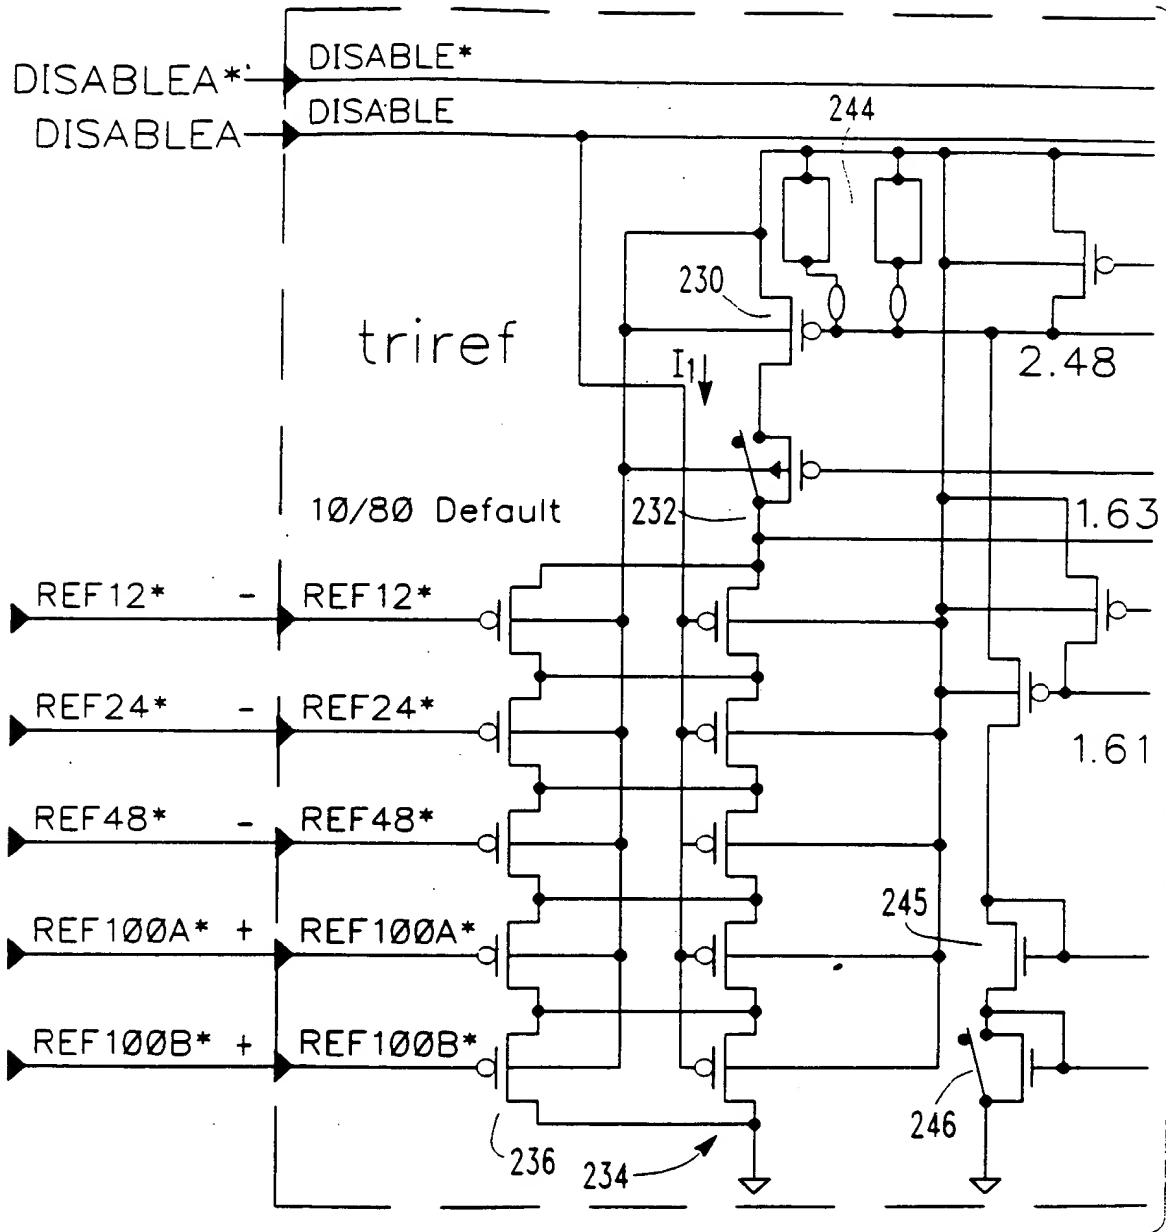 DISABLEA* DISABLE*
DISABLEA DISABLE
244
230
triref
I1
2.48
10/80 Default
232
1.63
REF12* - REF12*
REF24* - REF24*
1.61
REF48* - REF48*
245
REF100A* + REF100A*
REF100B* + REF100B*
246
236
234